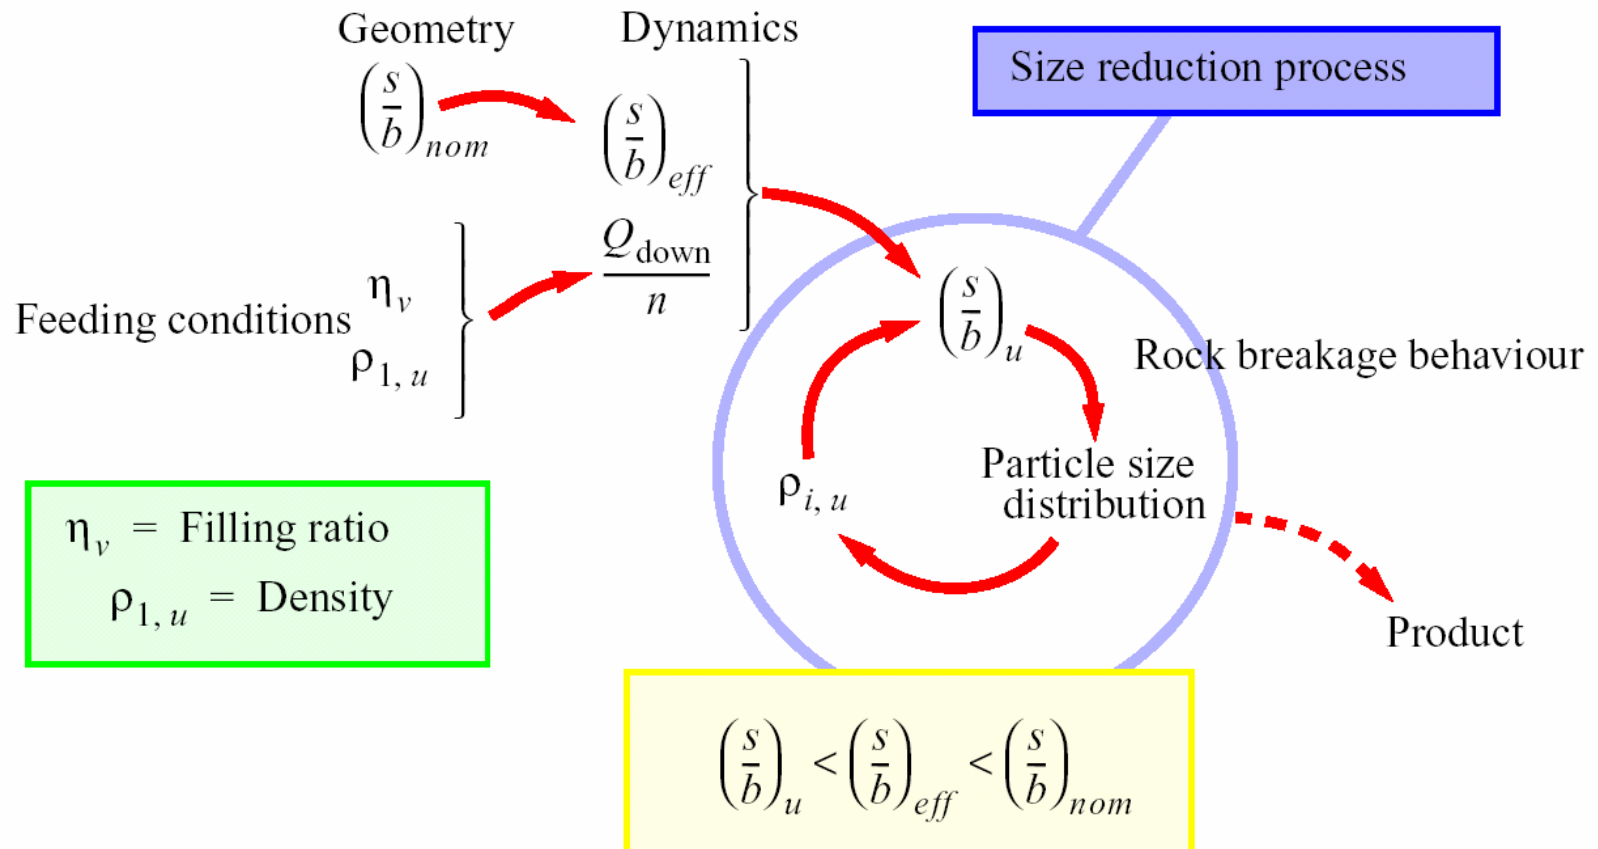 Geometry
Dynamics
Size reduction process
(s/b)nom
(s/b)eff
Qdown/n
Feeding conditions
ηv
ρ1, u
(s/b)u
Rock breakage behaviour
ρi, u
Particle size
distribution
Product
ηv = Filling ratio
ρ1, u = Density
(s/b)u < (s/b)eff < (s/b)nom